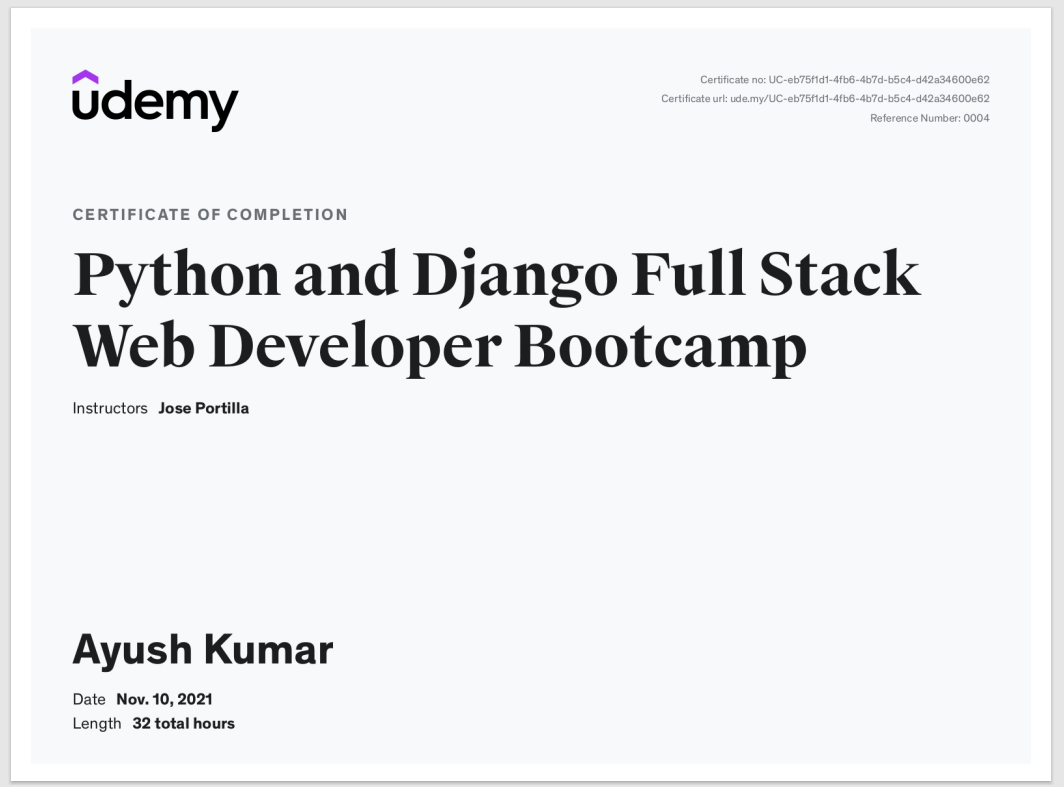 udemy
Certificate no: UC-eb75f1d1-4fb6-4b7d-b5c4-d42a34600e62
Certificate url: ude.my/UC-eb75f1d1-4fb6-4b7d-b5c4-d42a34600e62
Reference Number: 0004
CERTIFICATE OF COMPLETION
Python and Django Full Stack
Web Developer Bootcamp
Instructors Jose Portilla
Ayush Kumar
Date Nov. 10, 2021
Length 32 total hours